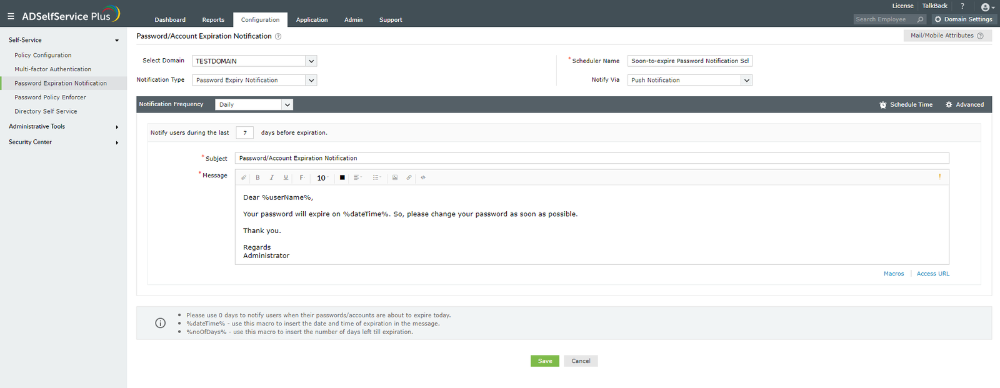 License TalkBack ?
ADSelfService Plus
Dashboard Reports Configuration Application Admin Support
Search Employee Domain Settings
Self-Service
Policy Configuration
Multi-factor Authentication
Password Expiration Notification
Password Policy Enforcer
Directory Self Service
Administrative Tools
Security Center
Password/Account Expiration Notification ?
Mail/Mobile Attributes ?
Select Domain TESTDOMAIN
* Scheduler Name Soon-to-expire Password Notification Scl
Notification Type Password Expiry Notification
Notify Via Push Notification
Notification Frequency Daily
Schedule Time Advanced
Notify users during the last 7 days before expiration.
* Subject Password/Account Expiration Notification
* Message
B I U F 10
Dear %userName%,
Your password will expire on %dateTime%. So, please change your password as soon as possible.
Thank you.
Regards
Administrator
Macros | Access URL
• Please use 0 days to notify users when their passwords/accounts are about to expire today.
• %dateTime% - use this macro to insert the date and time of expiration in the message.
• %noOfDays% - use this macro to insert the number of days left till expiration.
Save Cancel